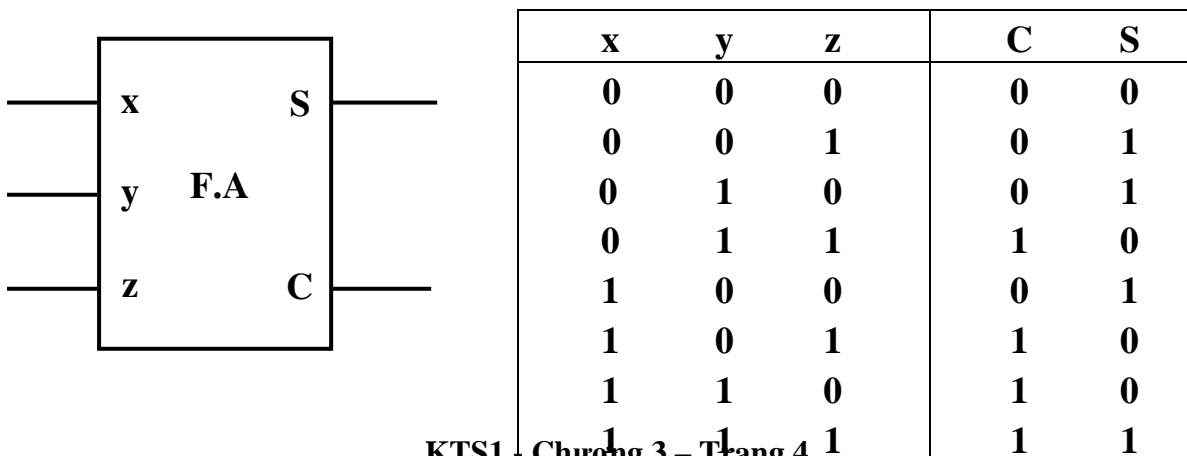 x S
y F.A
z C
x y z C S
0 0 0 0 0
0 0 1 0 1
0 1 0 0 1
0 1 1 1 0
1 0 0 0 1
1 0 1 1 0
1 1 0 1 0
1 1 1 1 1
KTS1 - Chương 3 – Trang 4